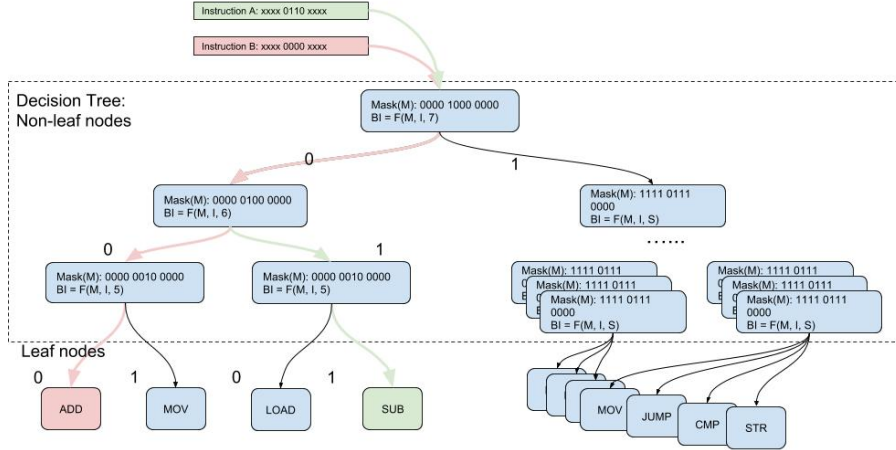 Instruction A: xxxx 0110 xxxx
Instruction B: xxxx 0000 xxxx
Decision Tree:
Non-leaf nodes
Mask(M): 0000 1000 0000
BI = F(M, I, 7)
0
1
Mask(M): 0000 0100 0000
BI = F(M, I, 6)
Mask(M): 1111 0111
0000
BI = F(M, I, S)
......
0
1
Mask(M): 0000 0010 0000
BI = F(M, I, 5)
Mask(M): 0000 0010 0000
BI = F(M, I, 5)
Mask(M): 1111 0111
Mask(M): 1111 0111
Mask(M): 1111 0111
0000
BI = F(M, I, S)
Mask(M): 1111 0111
Mask(M): 1111 0111
Mask(M): 1111 0111
0000
BI = F(M, I, S)
Leaf nodes
0
1
0
1
ADD
MOV
LOAD
SUB
MOV
JUMP
CMP
STR